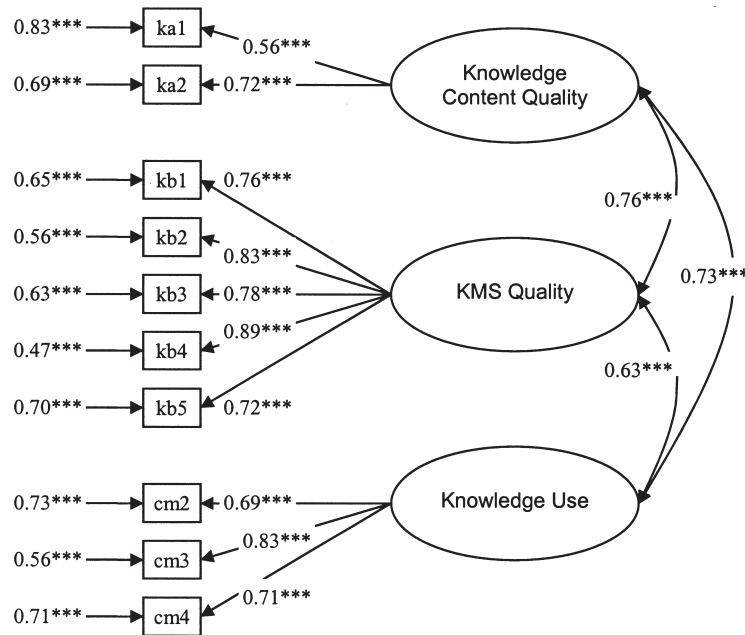 0.83*** ka1 0.56***
0.69*** ka2 0.72***
Knowledge
Content Quality
0.65*** kb1 0.76***
0.76***
0.56*** kb2 0.83***
0.63*** kb3 0.78***
KMS Quality
0.73***
0.47*** kb4 0.89***
0.63***
0.70*** kb5 0.72***
0.73*** cm2 0.69***
Knowledge Use
0.56*** cm3 0.83***
0.71*** cm4 0.71***